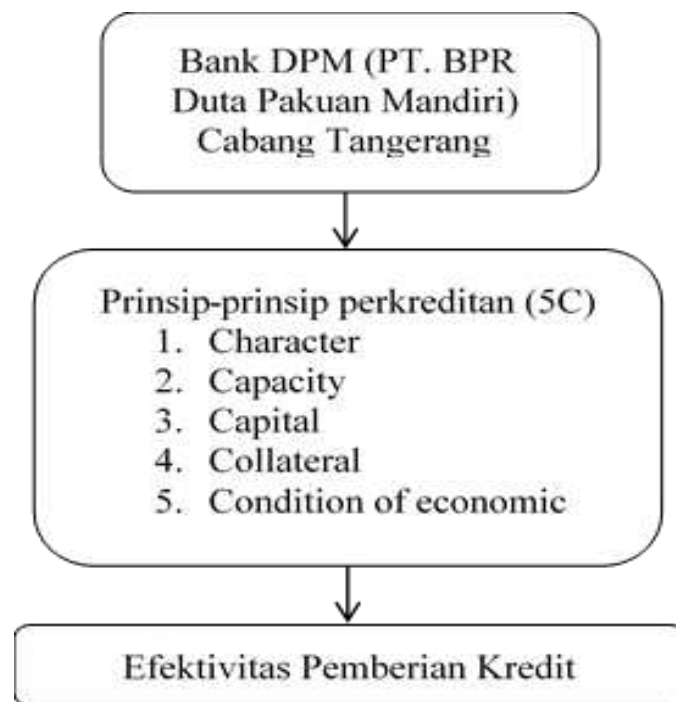 Bank DPM (PT. BPR
Duta Pakuan Mandiri)
Cabang Tangerang
Prinsip-prinsip perkreditan (5C)
1. Character
2. Capacity
3. Capital
4. Collateral
5. Condition of economic
Efektivitas Pemberian Kredit